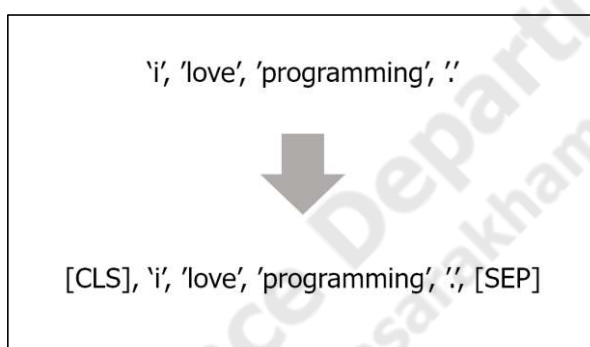 ‘i’, ’love’, ’programming’, ‘.’
[CLS], ‘i’, ’love’, ’programming’, ‘.’, [SEP]